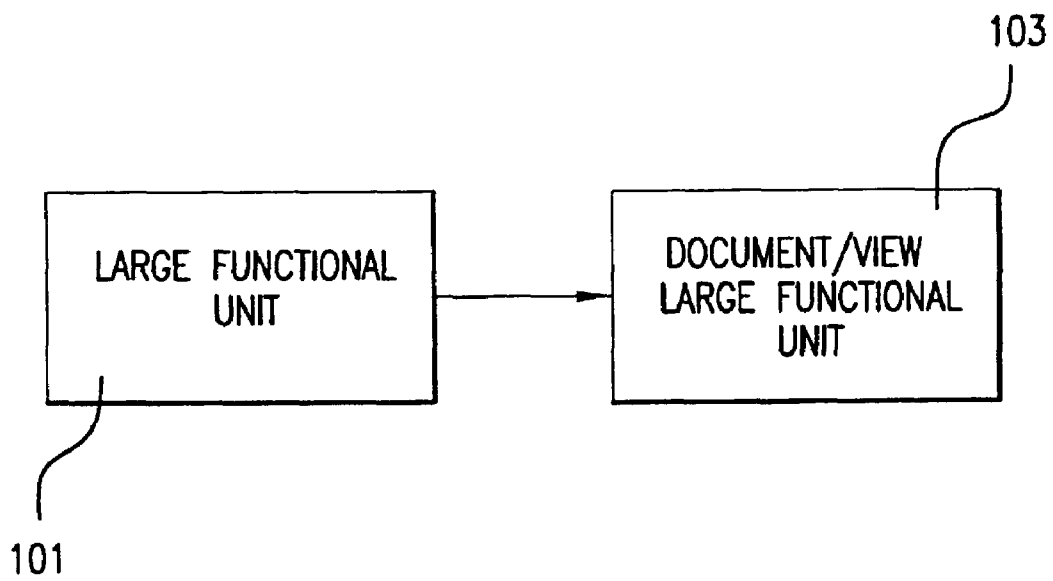 103
LARGE FUNCTIONAL
UNIT
DOCUMENT/VIEW
LARGE FUNCTIONAL
UNIT
101